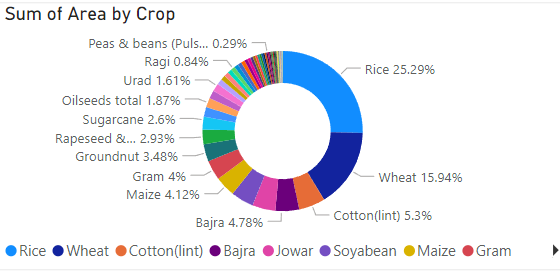 Sum of Area by Crop
Peas & beans (Puls... 0.29%
Ragi 0.84%
Urad 1.61%
Oilseeds total 1.87%
Sugarcane 2.6%
Rapeseed &... 2.93%
Groundnut 3.48%
Gram 4%
Maize 4.12%
Bajra 4.78%
Rice 25.29%
Wheat 15.94%
Cotton(lint) 5.3%
Rice Wheat Cotton(lint) Bajra Jowar Soyabean Maize Gram